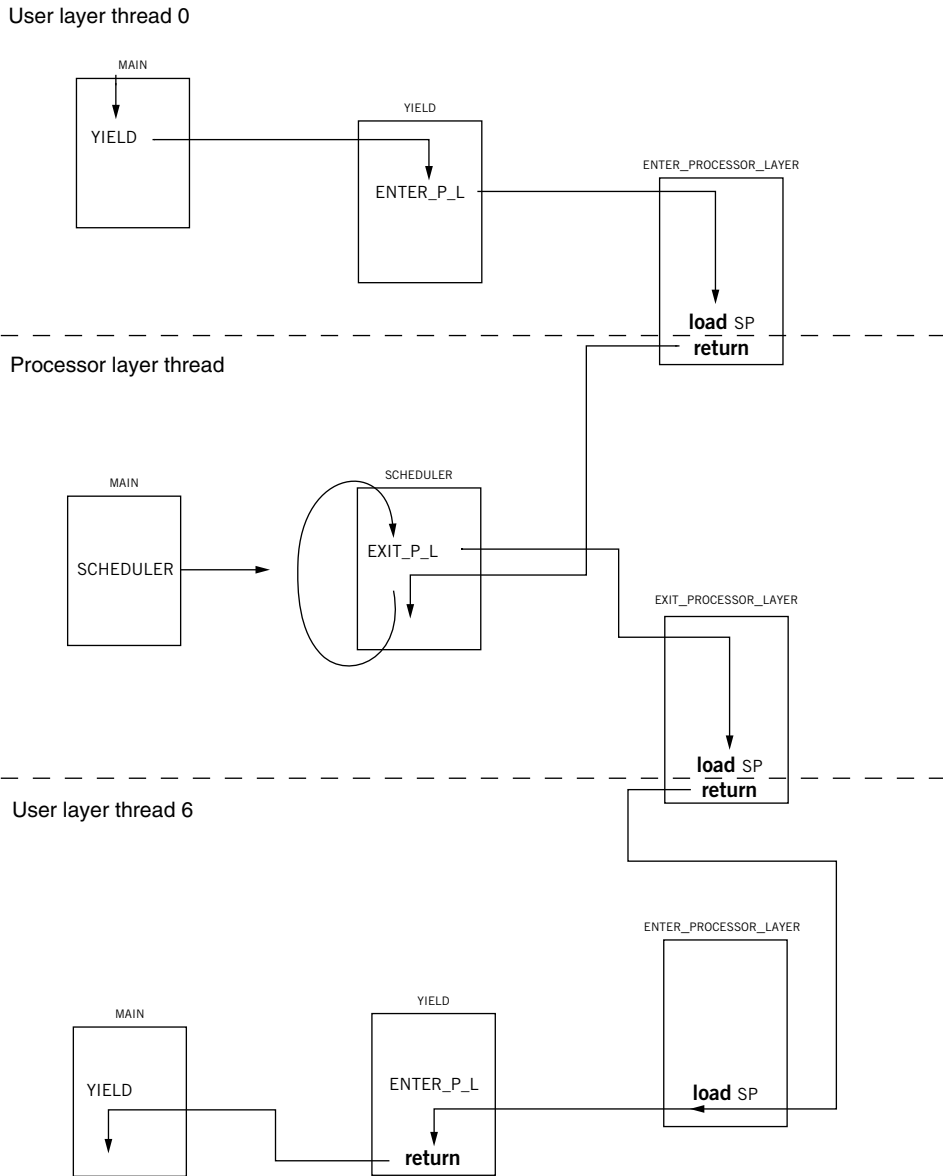 User layer thread 0
MAIN
YIELD
YIELD
ENTER_P_L
ENTER_PROCESSOR_LAYER
load SP
return
Processor layer thread
MAIN
SCHEDULER
SCHEDULER
EXIT_P_L
EXIT_PROCESSOR_LAYER
load SP
return
User layer thread 6
ENTER_PROCESSOR_LAYER
load SP
YIELD
ENTER_P_L
return
MAIN
YIELD